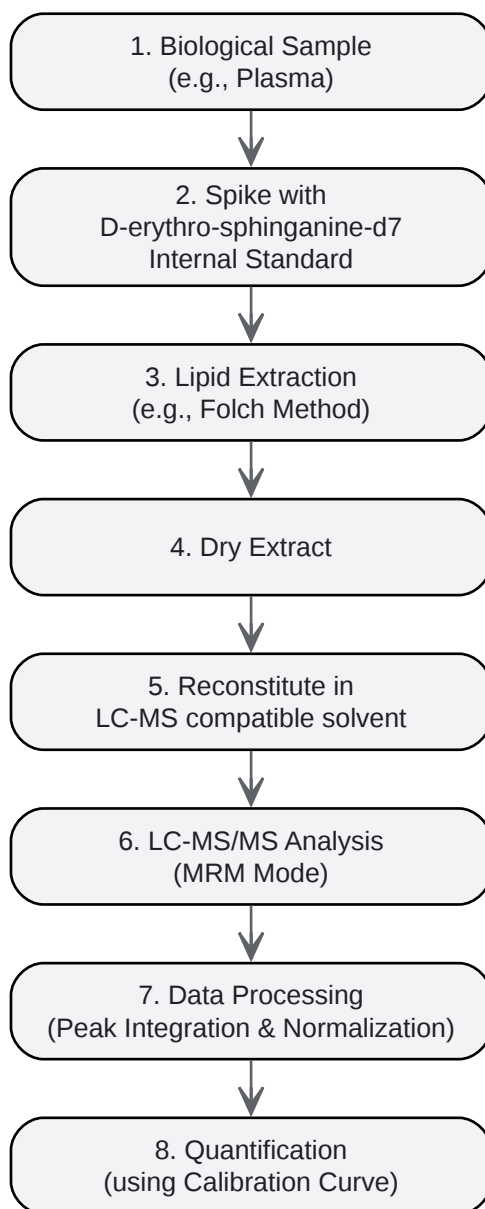 1. Biological Sample
(e.g., Plasma)
2. Spike with
D-erythro-sphinganine-d7
Internal Standard
3. Lipid Extraction
(e.g., Folch Method)
4. Dry Extract
5. Reconstitute in
LC-MS compatible solvent
6. LC-MS/MS Analysis
(MRM Mode)
7. Data Processing
(Peak Integration & Normalization)
8. Quantification
(using Calibration Curve)